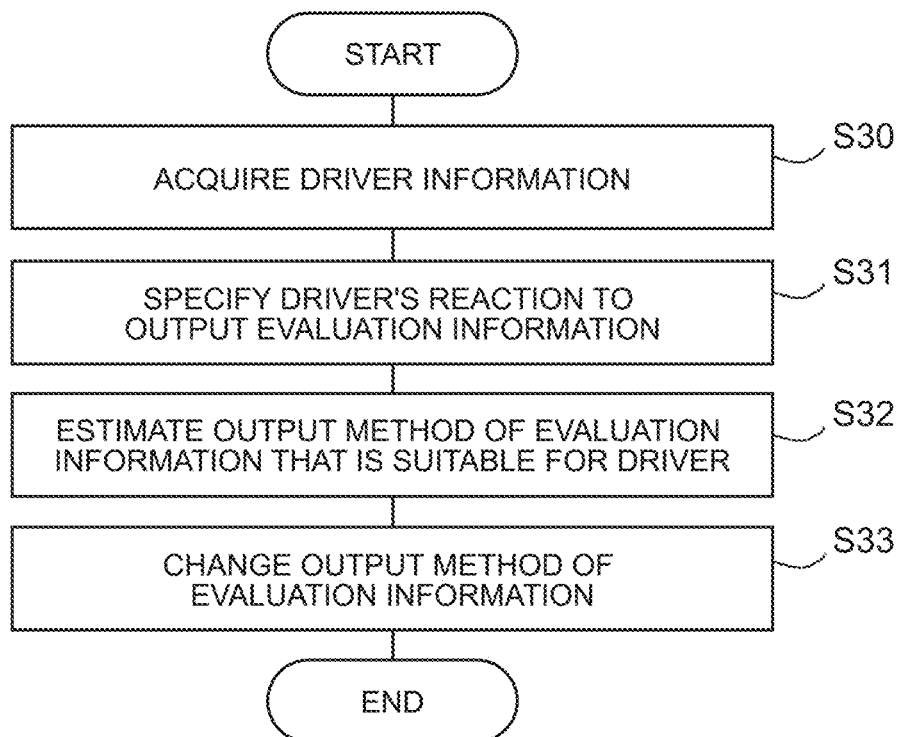 START
ACQUIRE DRIVER INFORMATION
S30
SPECIFY DRIVER'S REACTION TO
OUTPUT EVALUATION INFORMATION
S31
ESTIMATE OUTPUT METHOD OF EVALUATION
INFORMATION THAT IS SUITABLE FOR DRIVER
S32
CHANGE OUTPUT METHOD OF
EVALUATION INFORMATION
S33
END